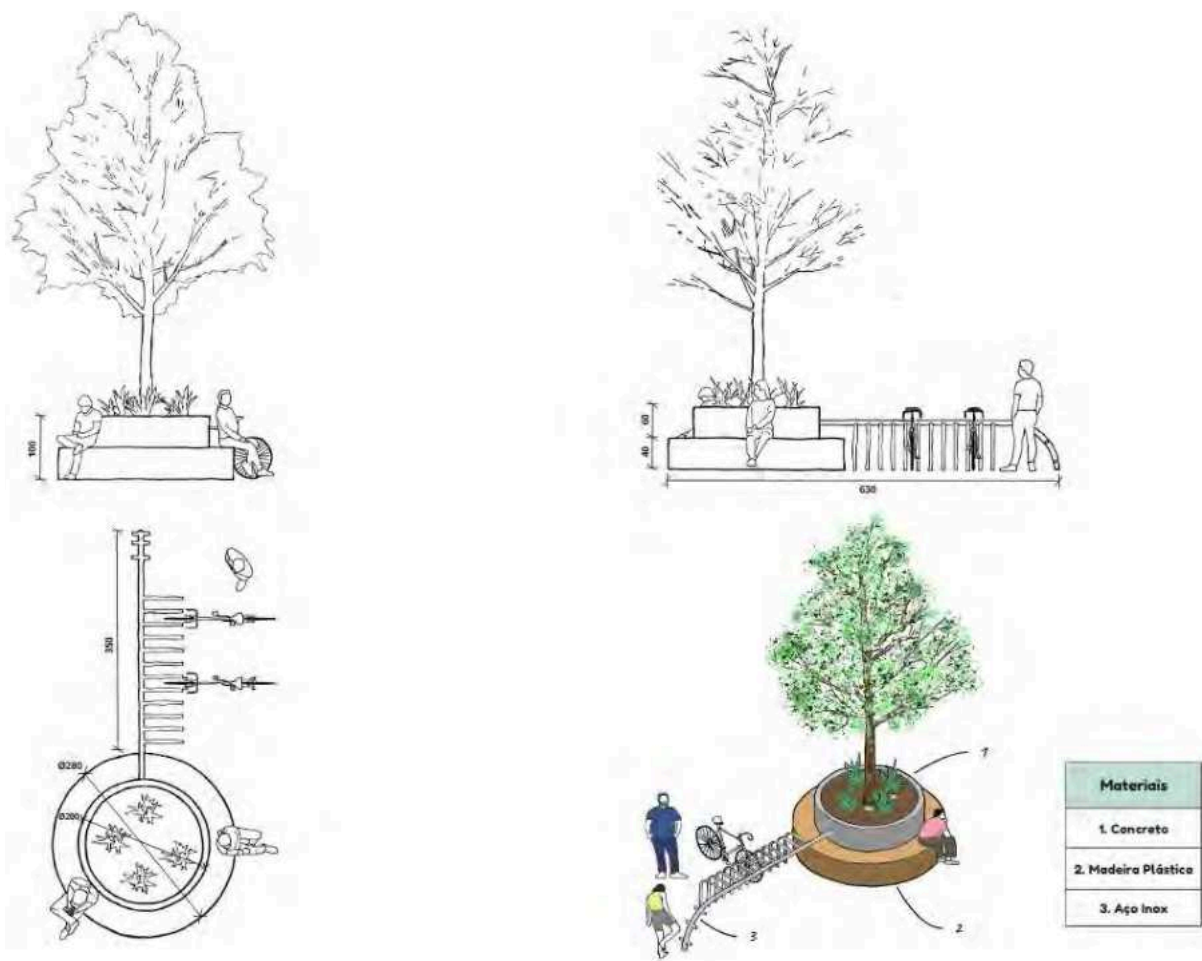 100
60
40
630
350
Ø280
Ø200
1
2
3
Materiais
1. Concreto
2. Madeira Plástica
3. Aço Inox